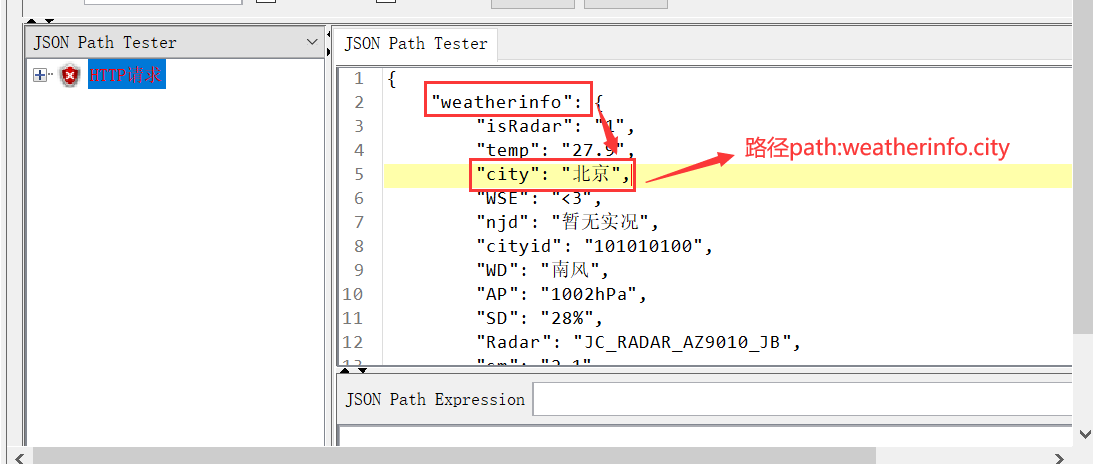 JSON Path Tester
HTTP请求
JSON Path Tester
1 {
2 "weatherinfo": {
3 "isRadar": "1",
4 "temp": "27.9",
5 "city": "北京",
6 "WSE": "<3",
7 "njd": "暂无实况",
8 "cityid": "101010100",
9 "WD": "南风",
10 "AP": "1002hPa",
11 "SD": "28%",
12 "Radar": "JC_RADAR_AZ9010_JB",
13 "sm": "2.1"
路径path:weatherinfo.city
JSON Path Expression